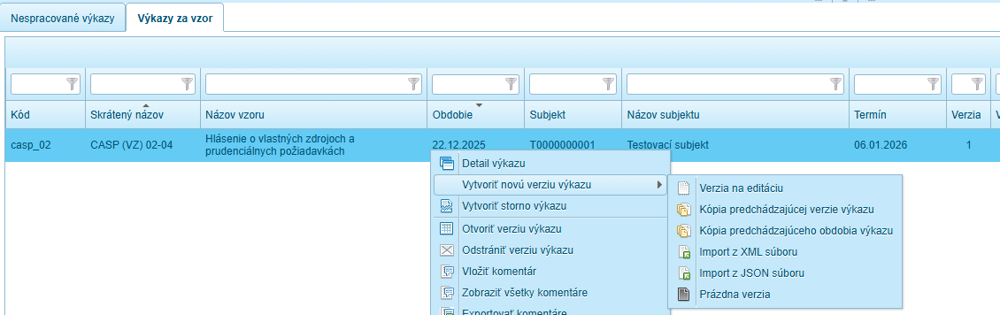 Nespracované výkazy
Výkazy za vzor
Kód
Skrátený názov
Názov vzoru
Obdobie
Subjekt
Názov subjektu
Termín
Verzia
casp_02
CASP (VZ) 02-04
Hlásenie o vlastných zdrojoch a
prudenciálnych požiadavkách
22.12.2025
T0000000001
Testovací subjekt
06.01.2026
1
Detail výkazu
Vytvoriť novú verziu výkazu
Vytvoriť storno výkazu
Otvoriť verziu výkazu
Odstrániť verziu výkazu
Vložiť komentár
Zobraziť všetky komentáre
Exportovať komentáre
Verzia na editáciu
Kópia predchádzajúcej verzie výkazu
Kópia predchádzajúceho obdobia výkazu
Import z XML súboru
Import z JSON súboru
Prázdna verzia